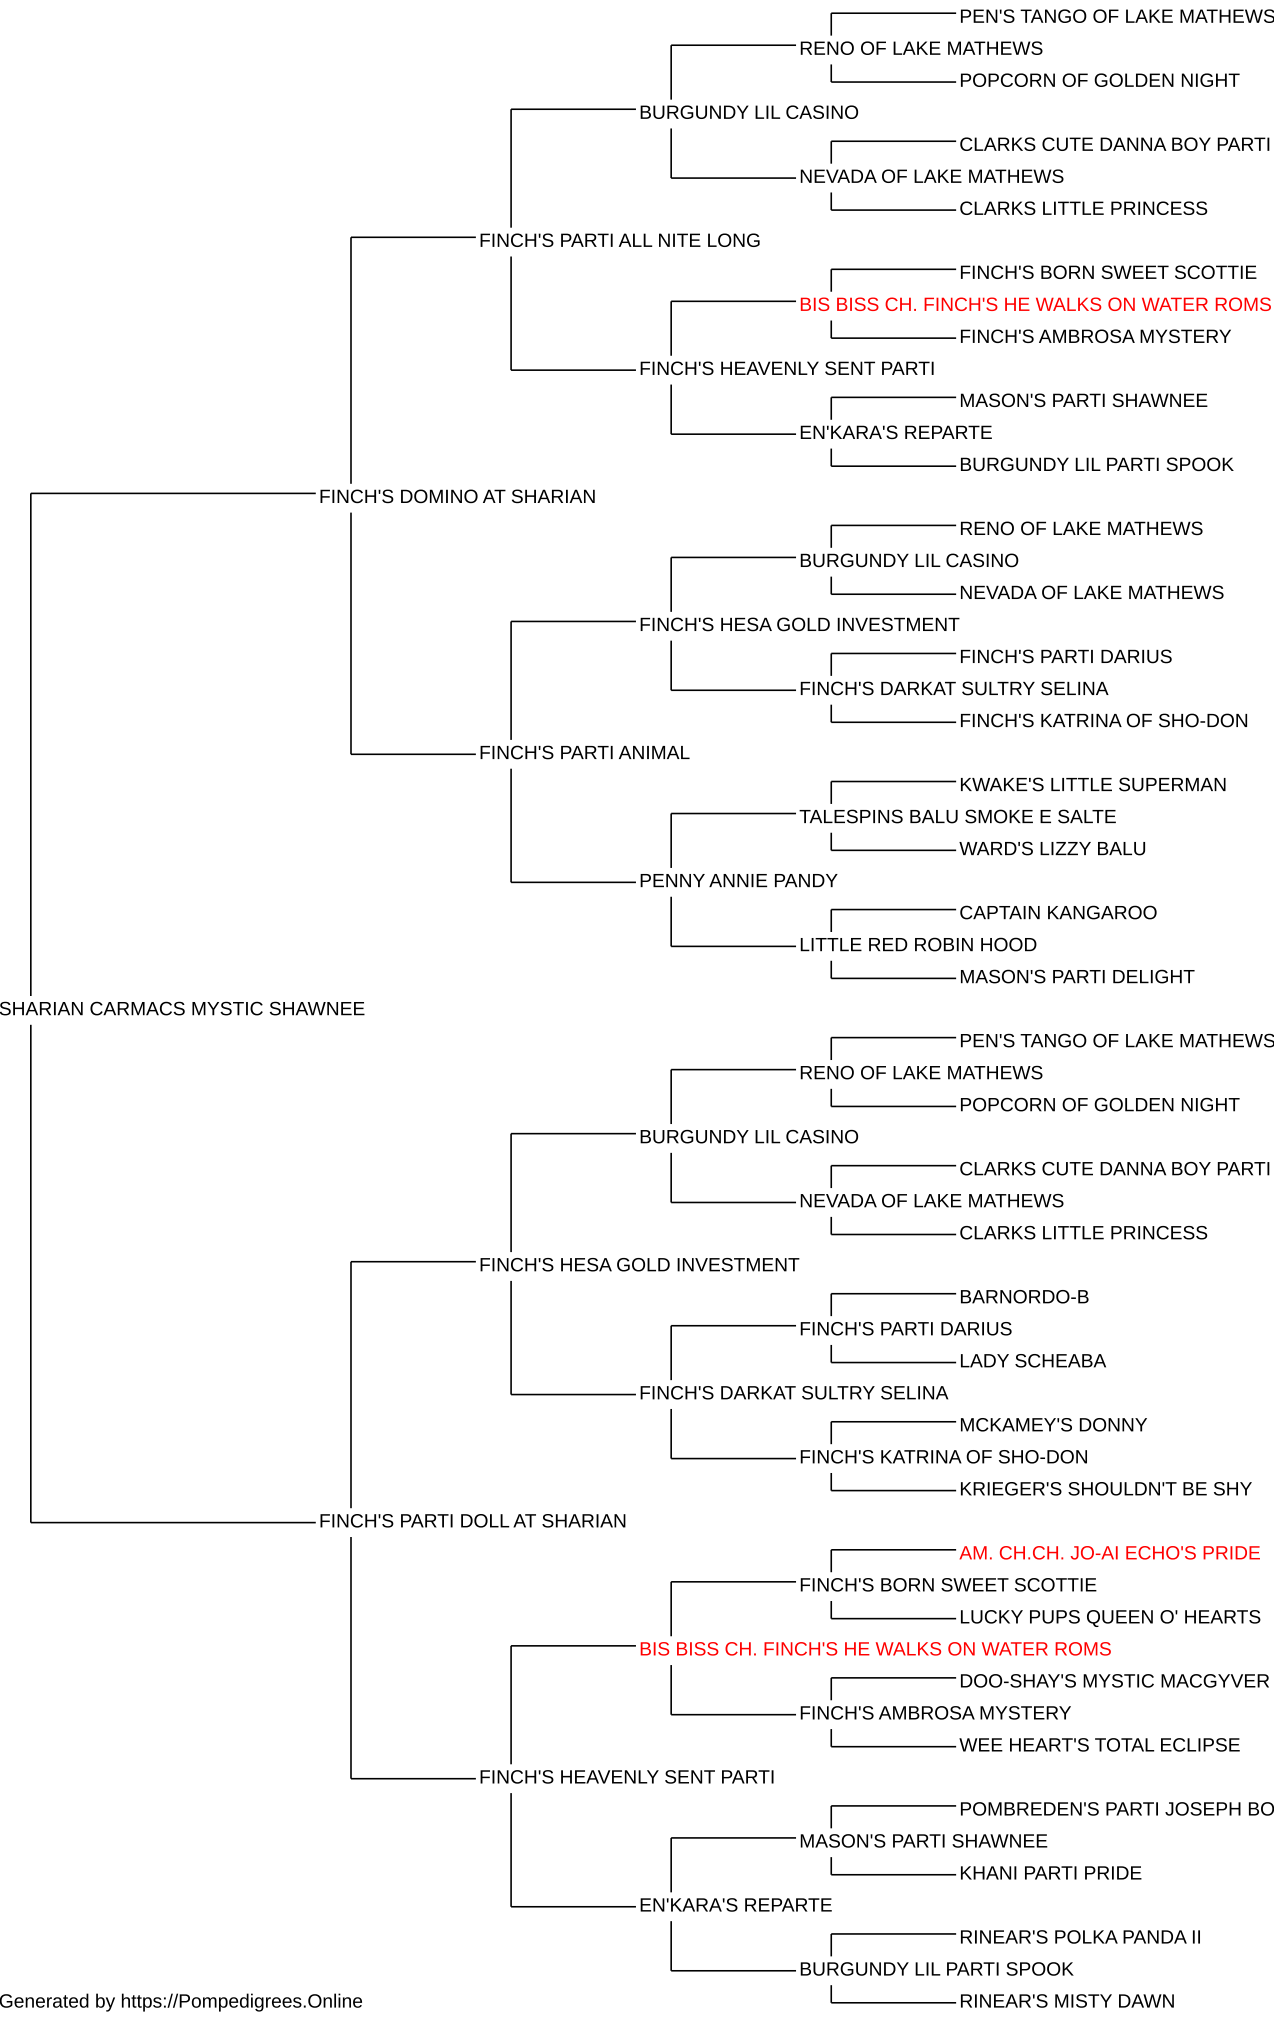 PEN'S TANGO OF LAKE MATHEWS
RENO OF LAKE MATHEWS
POPCORN OF GOLDEN NIGHT
BURGUNDY LIL CASINO
CLARKS CUTE DANNA BOY PARTI
NEVADA OF LAKE MATHEWS
CLARKS LITTLE PRINCESS
FINCH'S PARTI ALL NITE LONG
FINCH'S BORN SWEET SCOTTIE
BIS BISS CH. FINCH'S HE WALKS ON WATER ROMS
FINCH'S AMBROSA MYSTERY
FINCH'S HEAVENLY SENT PARTI
MASON'S PARTI SHAWNEE
EN'KARA'S REPARTE
BURGUNDY LIL PARTI SPOOK
FINCH'S DOMINO AT SHARIAN
RENO OF LAKE MATHEWS
BURGUNDY LIL CASINO
NEVADA OF LAKE MATHEWS
FINCH'S HESA GOLD INVESTMENT
FINCH'S PARTI DARIUS
FINCH'S DARKAT SULTRY SELINA
FINCH'S KATRINA OF SHO-DON
FINCH'S PARTI ANIMAL
KWAKE'S LITTLE SUPERMAN
TALESPINS BALU SMOKE E SALTE
WARD'S LIZZY BALU
PENNY ANNIE PANDY
CAPTAIN KANGAROO
LITTLE RED ROBIN HOOD
MASON'S PARTI DELIGHT
SHARIAN CARMACS MYSTIC SHAWNEE
PEN'S TANGO OF LAKE MATHEWS
RENO OF LAKE MATHEWS
POPCORN OF GOLDEN NIGHT
BURGUNDY LIL CASINO
CLARKS CUTE DANNA BOY PARTI
NEVADA OF LAKE MATHEWS
CLARKS LITTLE PRINCESS
FINCH'S HESA GOLD INVESTMENT
BARNORDO-B
FINCH'S PARTI DARIUS
LADY SCHEABA
FINCH'S DARKAT SULTRY SELINA
MCKAMEY'S DONNY
FINCH'S KATRINA OF SHO-DON
KRIEGER'S SHOULDN'T BE SHY
FINCH'S PARTI DOLL AT SHARIAN
AM. CH.CH. JO-AI ECHO'S PRIDE
FINCH'S BORN SWEET SCOTTIE
LUCKY PUPS QUEEN O' HEARTS
BIS BISS CH. FINCH'S HE WALKS ON WATER ROMS
DOO-SHAY'S MYSTIC MACGYVER
FINCH'S AMBROSA MYSTERY
WEE HEART'S TOTAL ECLIPSE
FINCH'S HEAVENLY SENT PARTI
POMBREDEN'S PARTI JOSEPH BO
MASON'S PARTI SHAWNEE
KHANI PARTI PRIDE
EN'KARA'S REPARTE
RINEAR'S POLKA PANDA II
BURGUNDY LIL PARTI SPOOK
RINEAR'S MISTY DAWN
Generated by https://Pompedigrees.Online